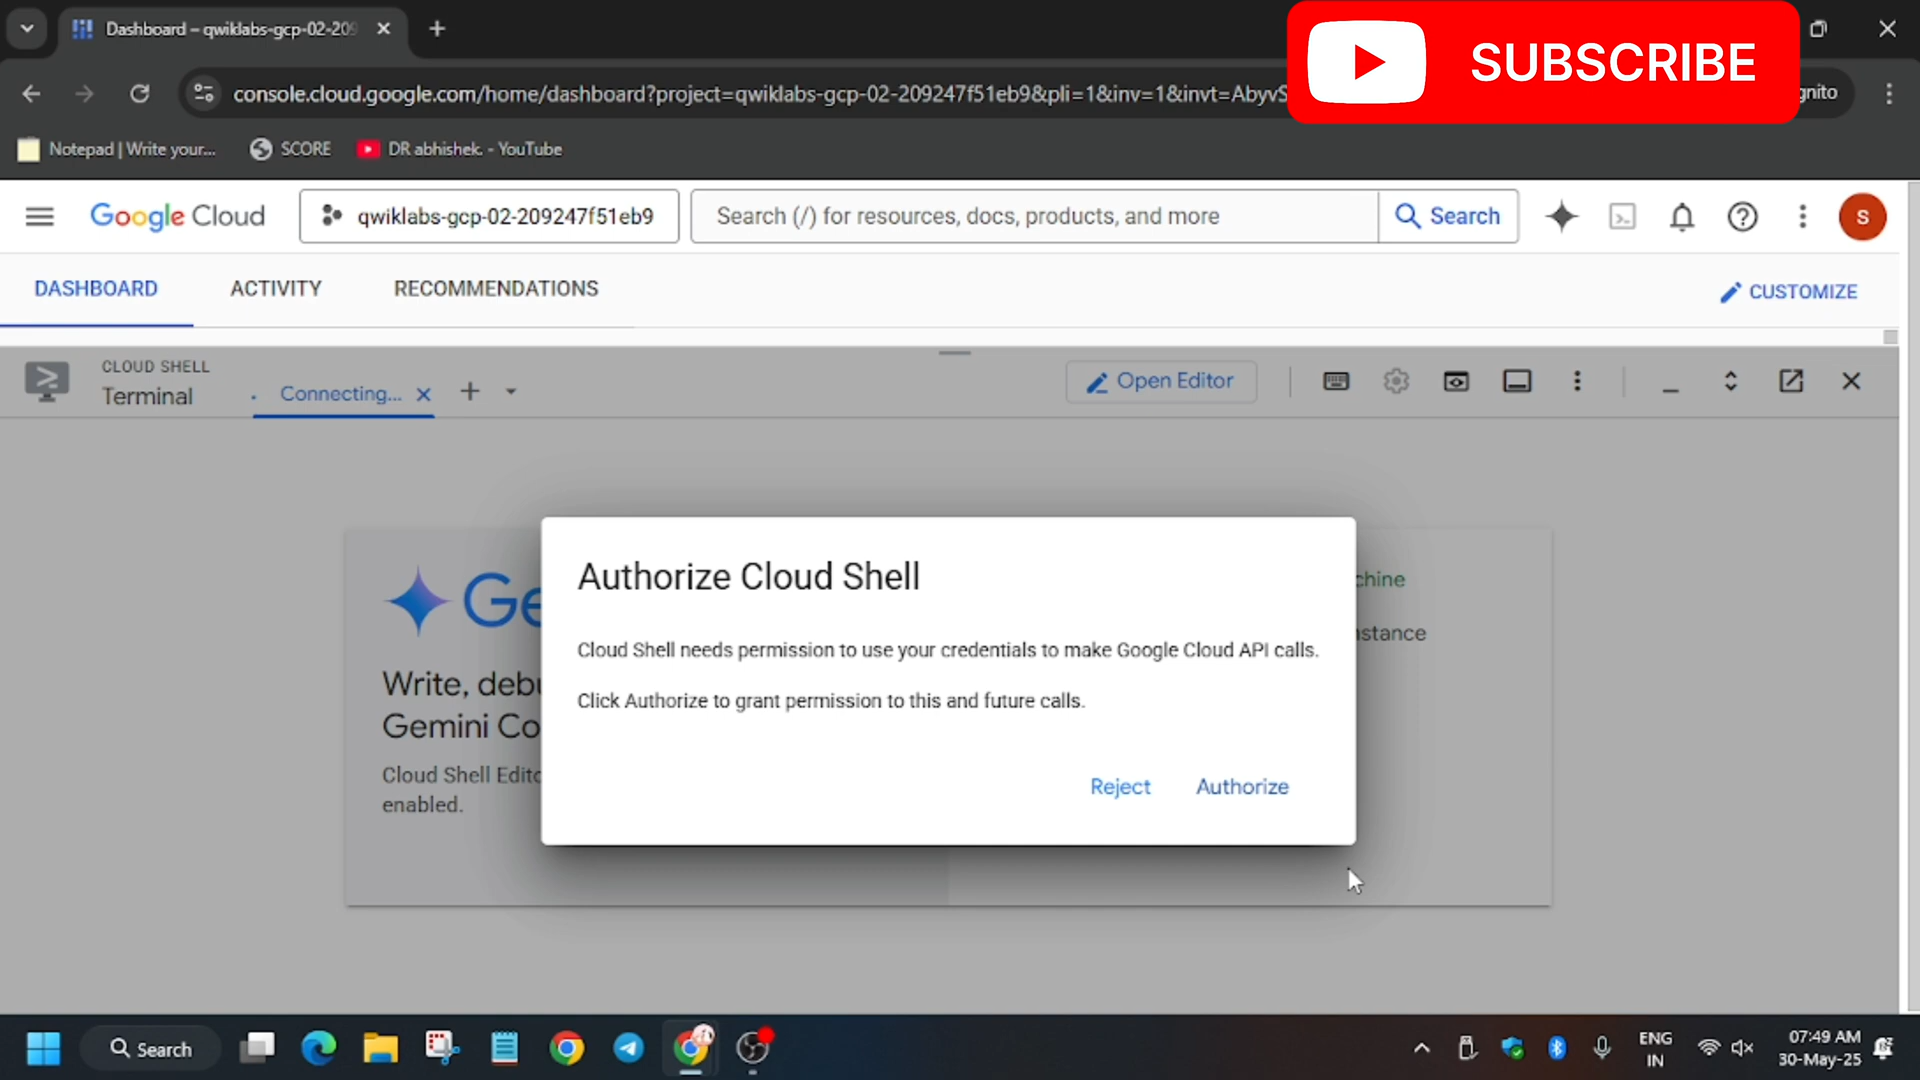 Dashboard – qwiklabs-gcp-02-209
SUBSCRIBE
console.cloud.google.com/home/dashboard?project=qwiklabs-gcp-02-209247f51eb9&pli=1&inv=1&invt=AbyvS
gnito
Notepad | Write your...
SCORE
DR abhishek. - YouTube
Google Cloud
qwiklabs-gcp-02-209247f51eb9
Search (/) for resources, docs, products, and more
Search
S
DASHBOARD
ACTIVITY
RECOMMENDATIONS
CUSTOMIZE
CLOUD SHELL
Terminal
Connecting...
Open Editor
Authorize Cloud Shell
Cloud Shell needs permission to use your credentials to make Google Cloud API calls.
Click Authorize to grant permission to this and future calls.
Reject
Authorize
Ge
Write, debu
Gemini Co
Cloud Shell Edito
enabled.
chine
nstance
Search
ENG
IN
07:49 AM
30-May-25